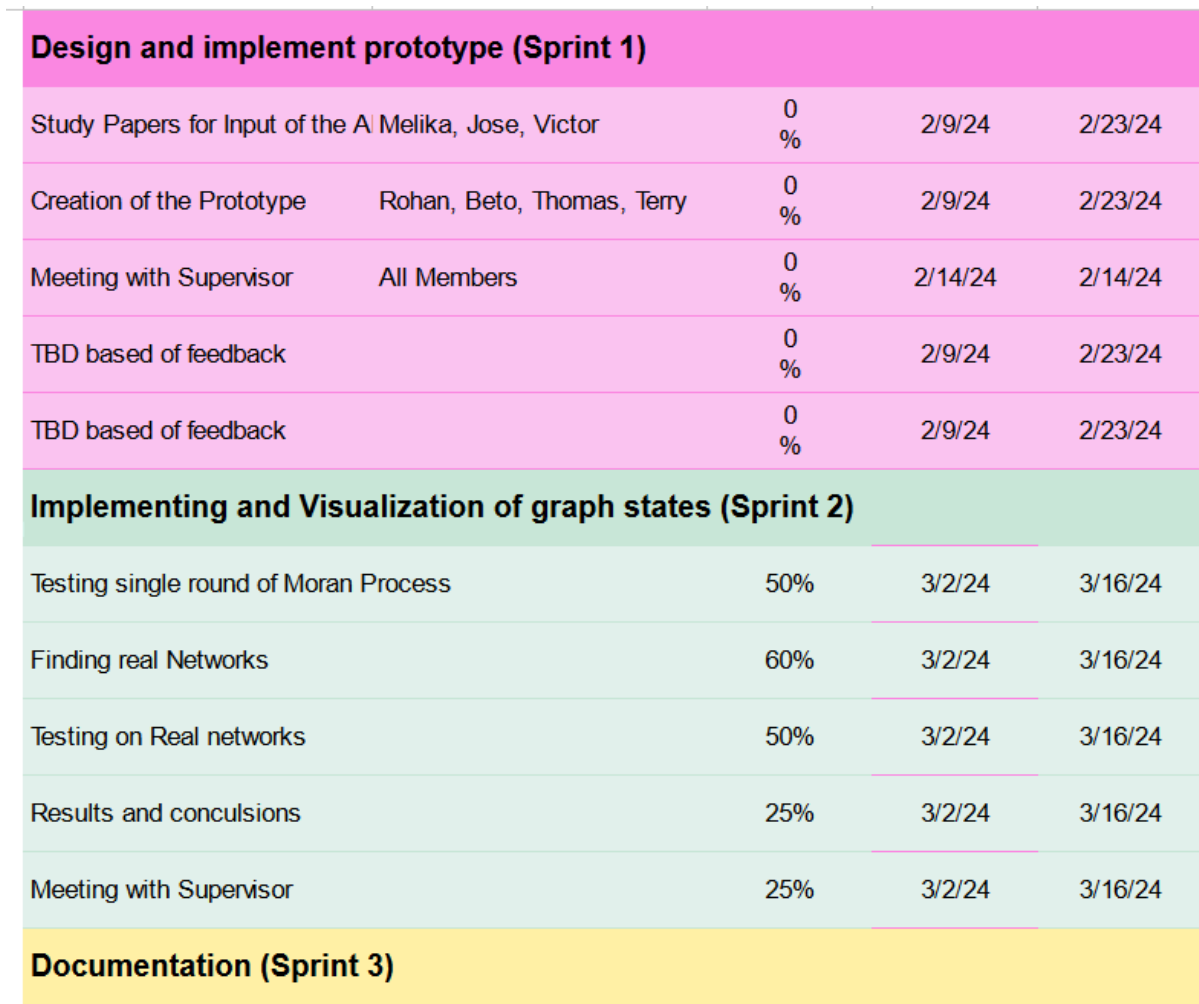 Design and implement prototype (Sprint 1)
Study Papers for Input of the A Melika, Jose, Victor 0 % 2/9/24 2/23/24
Creation of the Prototype Rohan, Beto, Thomas, Terry 0 % 2/9/24 2/23/24
Meeting with Supervisor All Members 0 % 2/14/24 2/14/24
TBD based of feedback 0 % 2/9/24 2/23/24
TBD based of feedback 0 % 2/9/24 2/23/24
Implementing and Visualization of graph states (Sprint 2)
Testing single round of Moran Process 50% 3/2/24 3/16/24
Finding real Networks 60% 3/2/24 3/16/24
Testing on Real networks 50% 3/2/24 3/16/24
Results and conculsions 25% 3/2/24 3/16/24
Meeting with Supervisor 25% 3/2/24 3/16/24
Documentation (Sprint 3)